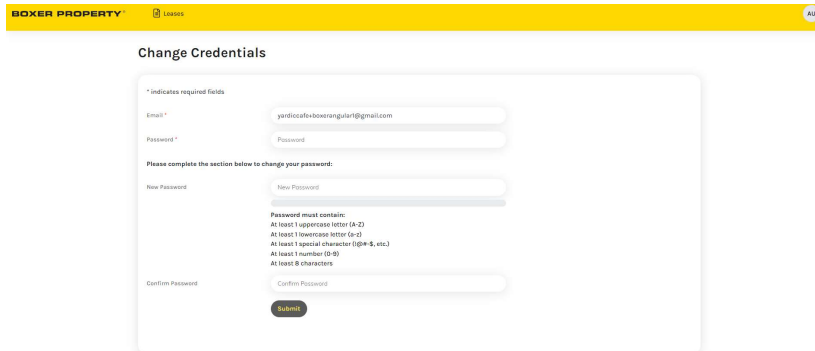 BOXER PROPERTY
Leases
AU
Change Credentials
* indicates required fields
Email *
yardiccafe+boxerangular1@gmail.com
Password *
Password
Please complete the section below to change your password:
New Password
New Password
Password must contain:
At least 1 uppercase letter (A-Z)
At least 1 lowercase letter (a-z)
At least 1 special character (!@#-$, etc.)
At least 1 number (0-9)
At least 8 characters
Confirm Password
Confirm Password
Submit